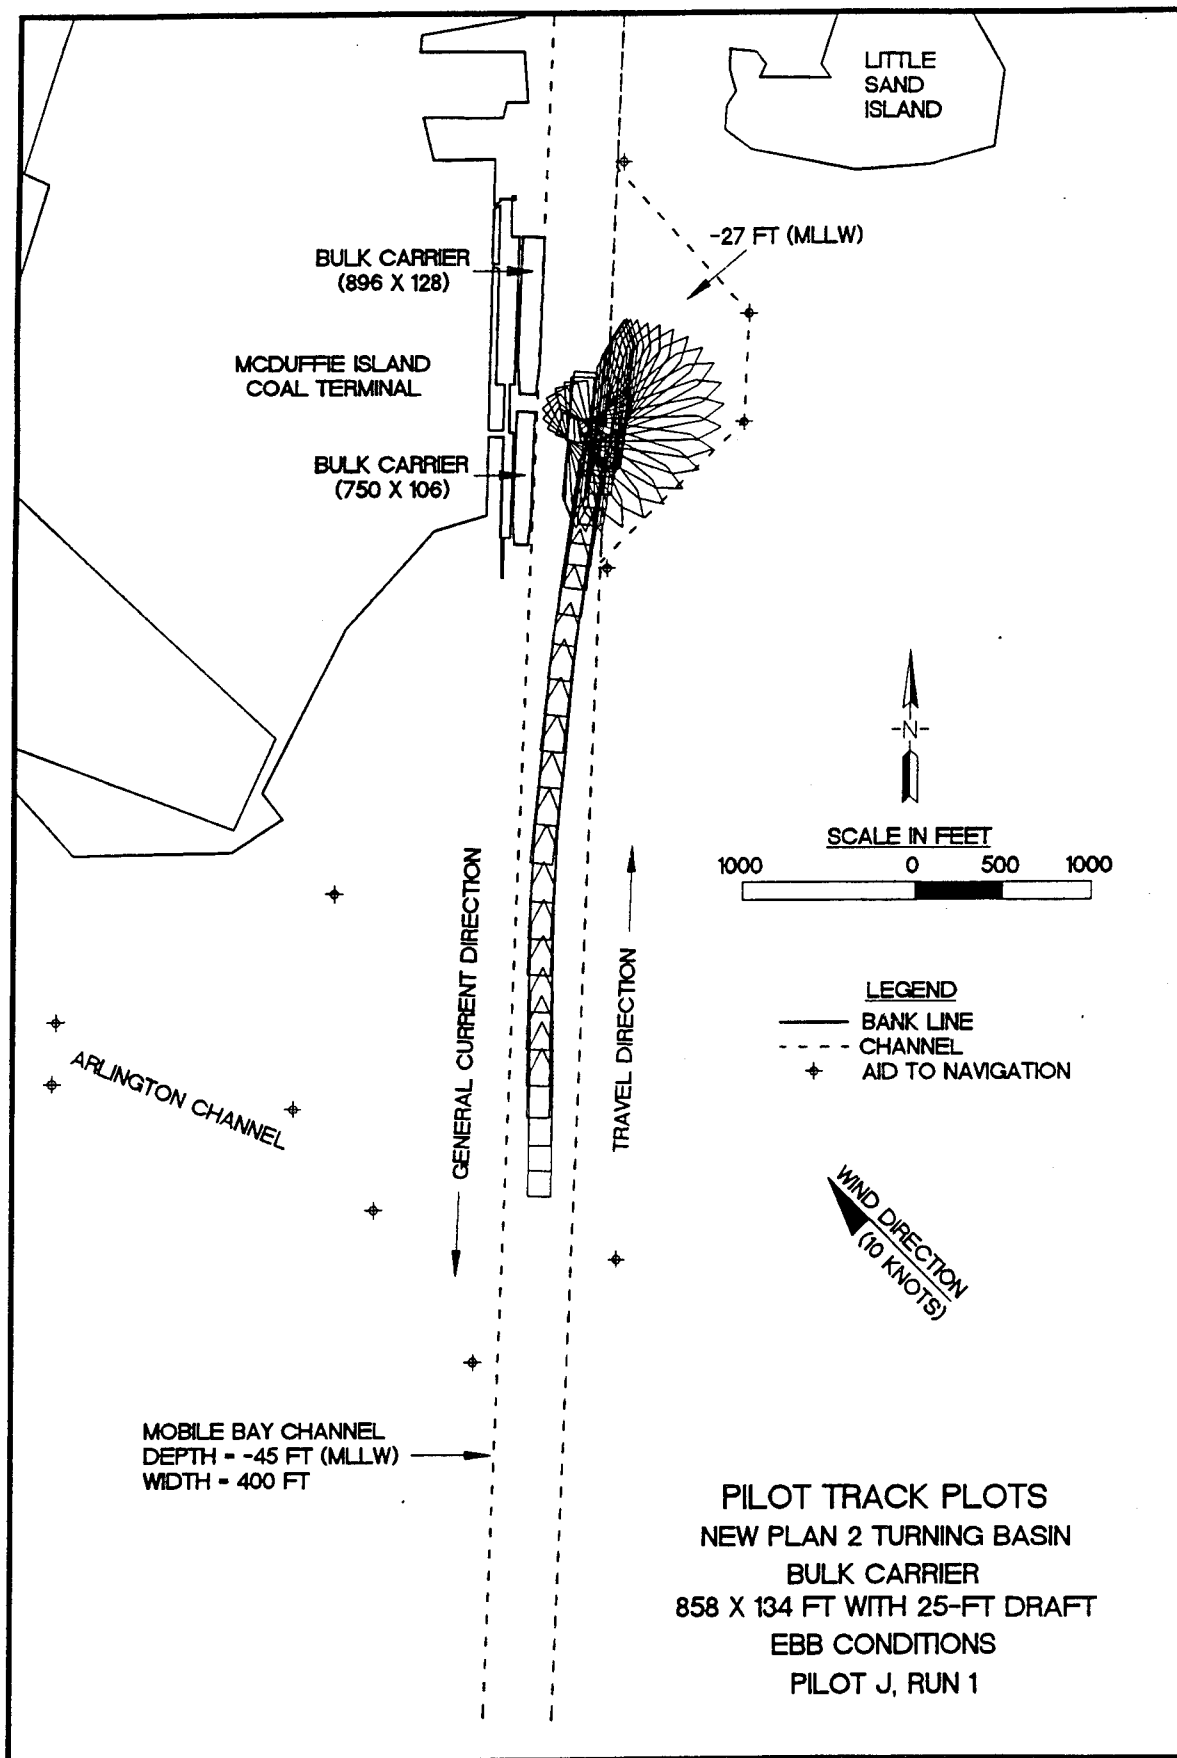 LITTLE
SAND
ISLAND
-27 FT (MLLW)
BULK CARRIER
(896 X 128)
MCDUFFIE ISLAND
COAL TERMINAL
BULK CARRIER
(750 X 106)
-N-
SCALE IN FEET
1000 0 500 1000
GENERAL CURRENT DIRECTION
TRAVEL DIRECTION
LEGEND
BANK LINE
CHANNEL
AID TO NAVIGATION
ARLINGTON CHANNEL
WIND DIRECTION
(10 KNOTS)
MOBILE BAY CHANNEL
DEPTH = -45 FT (MLLW)
WIDTH = 400 FT
PILOT TRACK PLOTS
NEW PLAN 2 TURNING BASIN
BULK CARRIER
858 X 134 FT WITH 25-FT DRAFT
EBB CONDITIONS
PILOT J, RUN 1